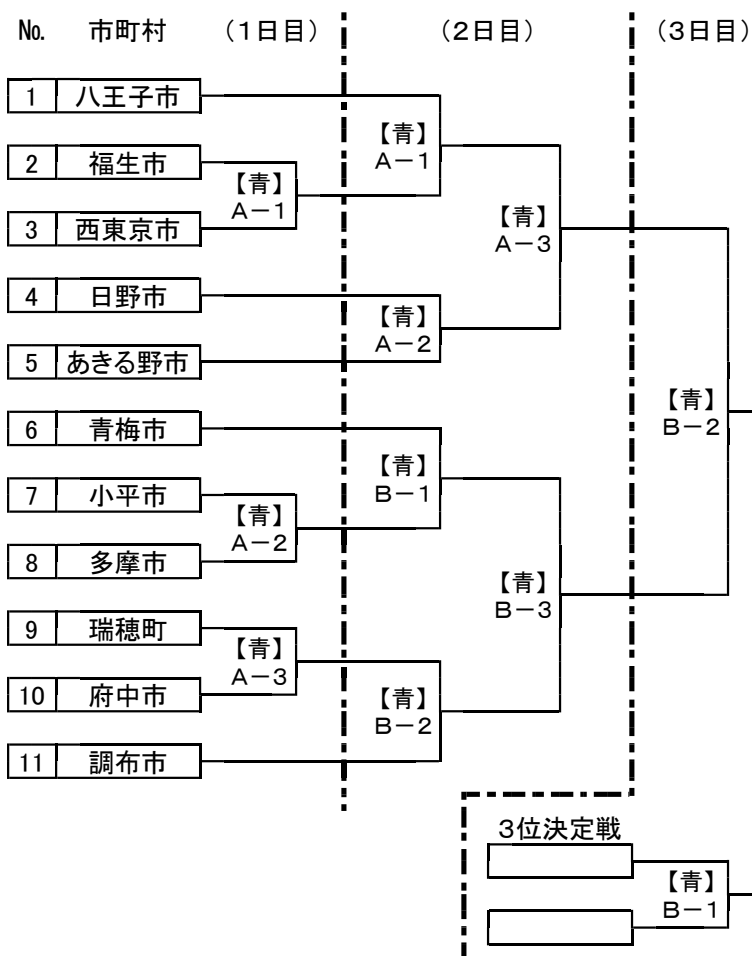 No. 市町村 （1日目） （2日目） （3日目）
1 八王子市
2 福生市
3 西東京市
4 日野市
5 あきる野市
6 青梅市
7 小平市
8 多摩市
9 瑞穂町
10 府中市
11 調布市
【青】
A－1
【青】
A－2
【青】
A－3
【青】
A－1
【青】
A－2
【青】
B－1
【青】
B－2
【青】
A－3
【青】
B－3
【青】
B－2
3位決定戦
【青】
B－1